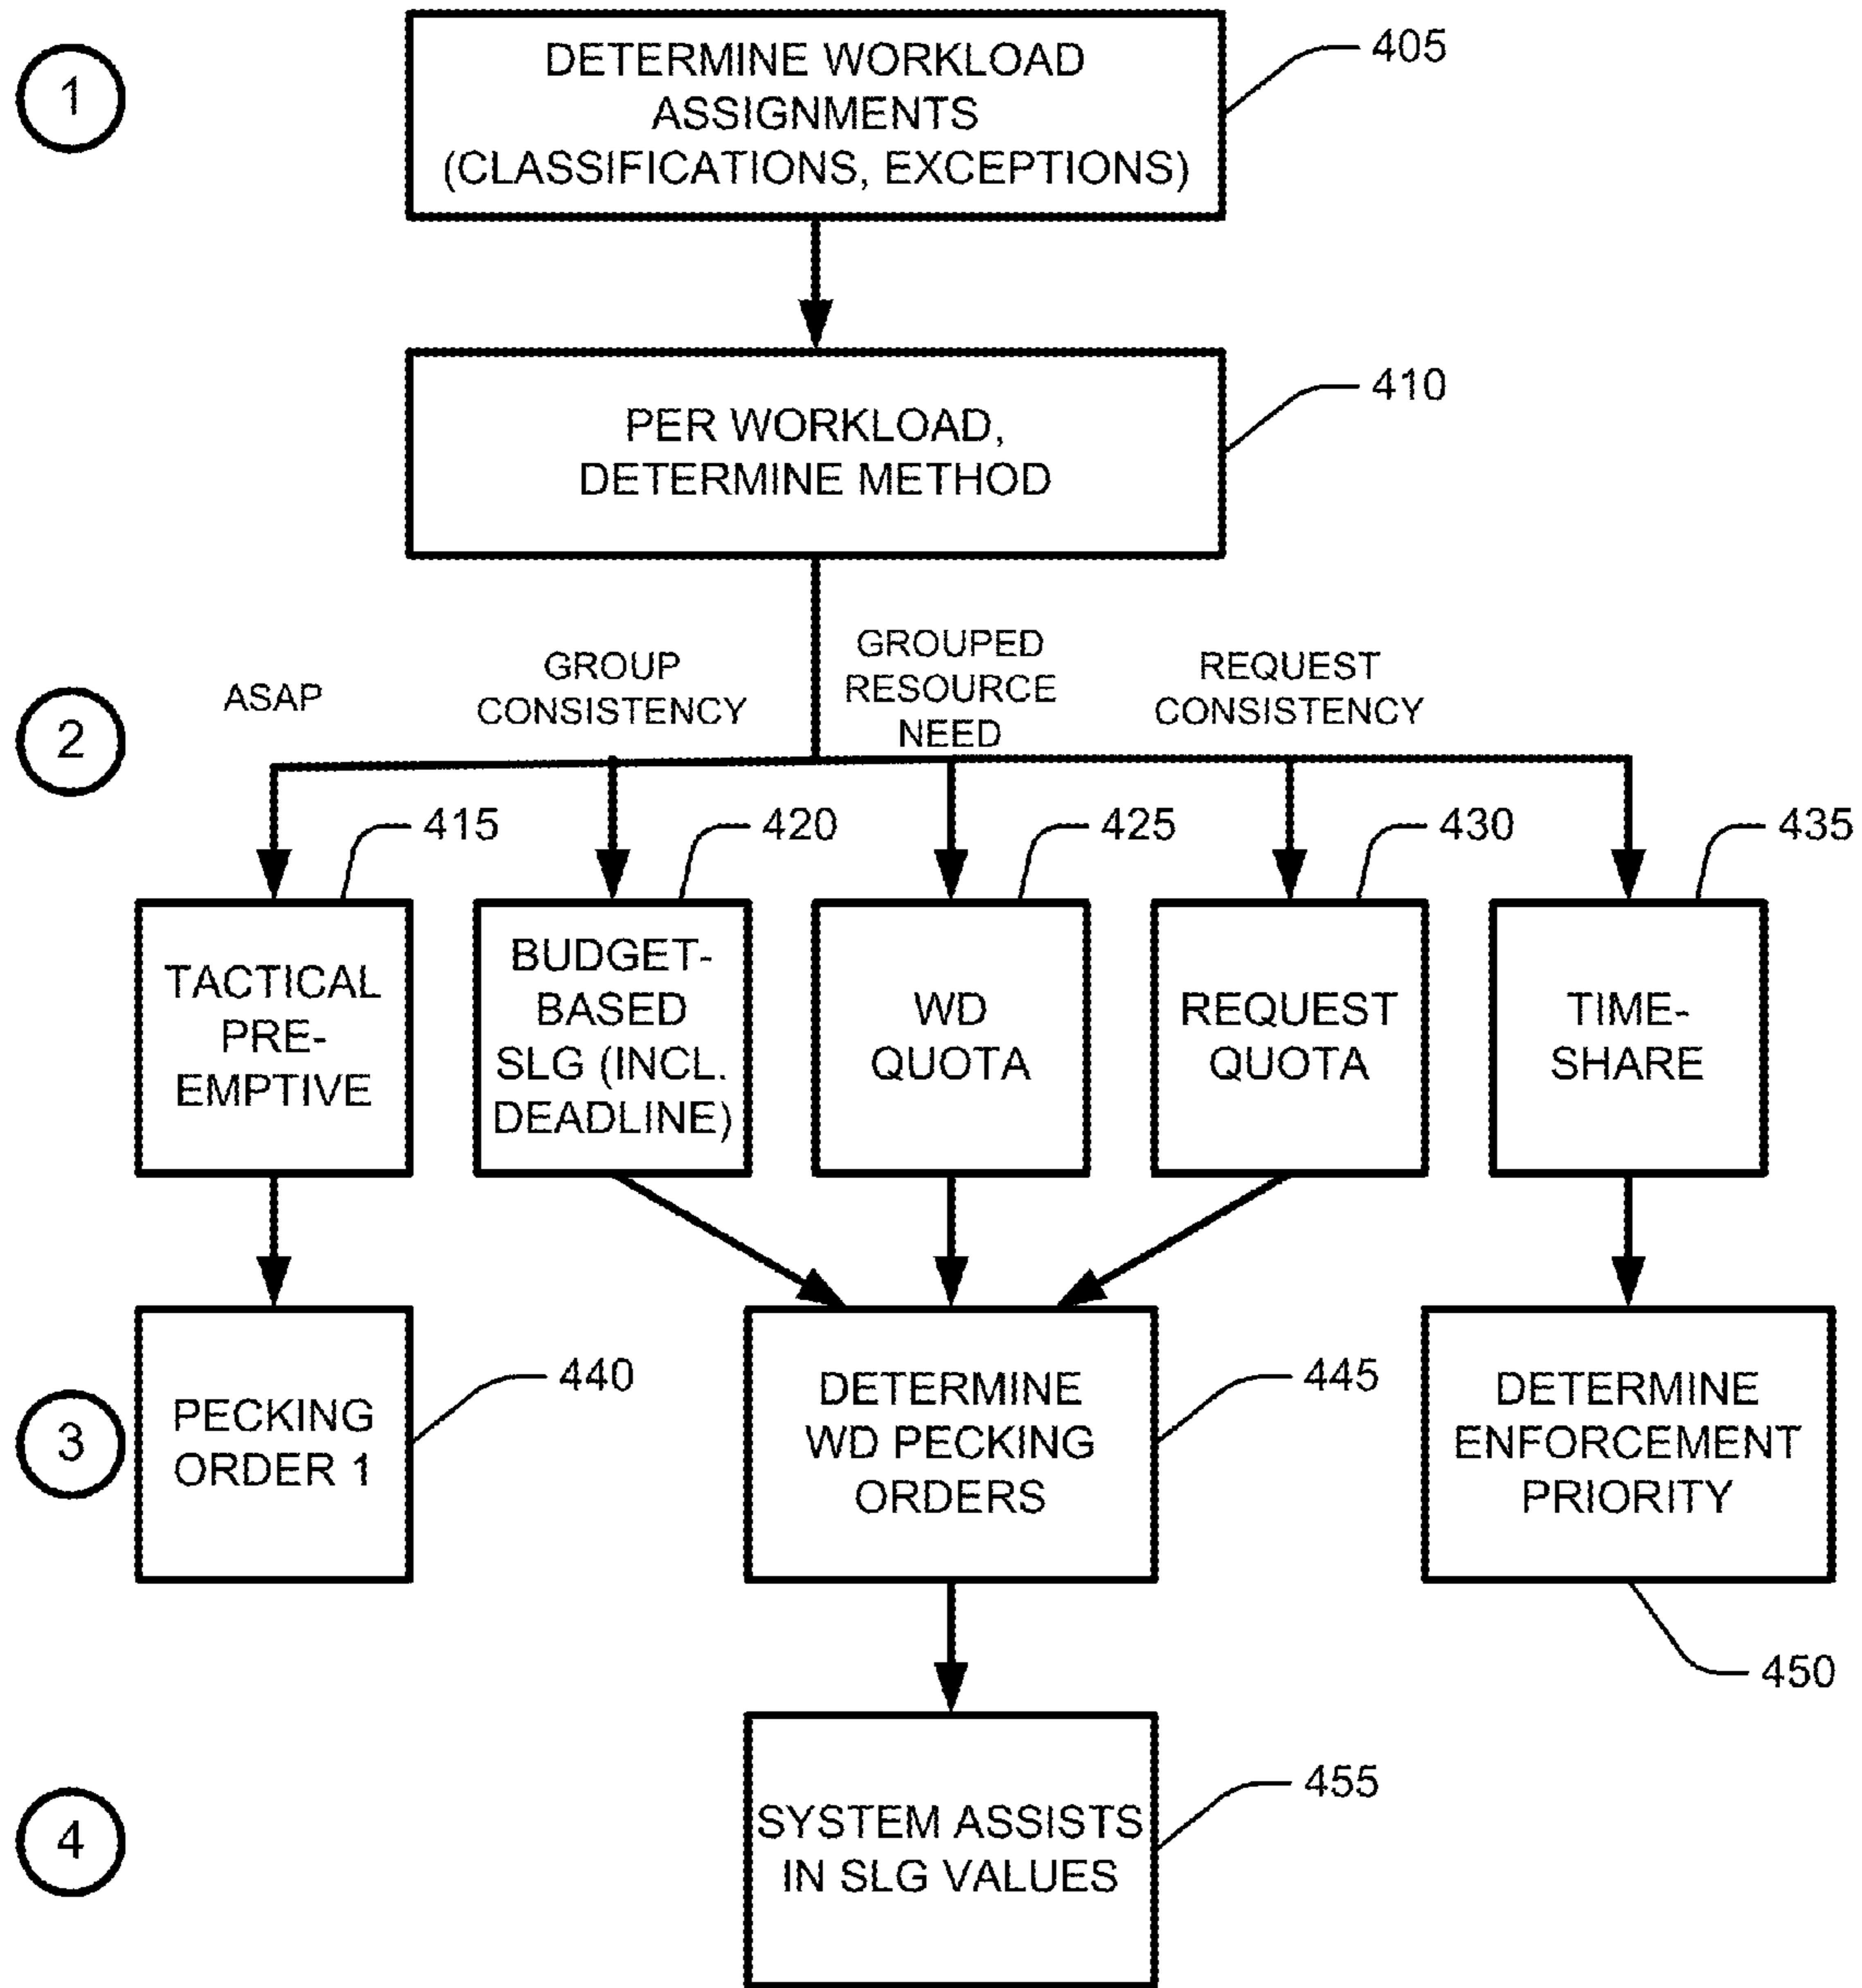 1
DETERMINE WORKLOAD
ASSIGNMENTS
(CLASSIFICATIONS, EXCEPTIONS)
405
PER WORKLOAD,
DETERMINE METHOD
410
2
ASAP
GROUP
CONSISTENCY
GROUPED
RESOURCE
NEED
REQUEST
CONSISTENCY
415
420
425
430
435
TACTICAL
PRE-
EMPTIVE
BUDGET-
BASED
SLG (INCL.
DEADLINE)
WD
QUOTA
REQUEST
QUOTA
TIME-
SHARE
3
PECKING
ORDER 1
440
DETERMINE
WD PECKING
ORDERS
445
DETERMINE
ENFORCEMENT
PRIORITY
450
4
SYSTEM ASSISTS
IN SLG VALUES
455